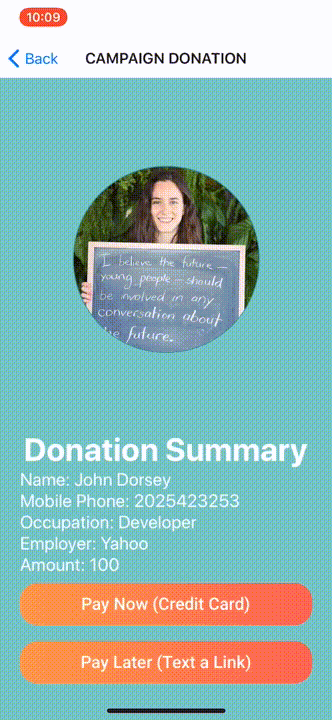 10:09
Back
CAMPAIGN DONATION
I believe the future —
young people — should
be involved in any
conversation about
the future.
Donation Summary
Name: John Dorsey
Mobile Phone: 2025423253
Occupation: Developer
Employer: Yahoo
Amount: 100
Pay Now (Credit Card)
Pay Later (Text a Link)